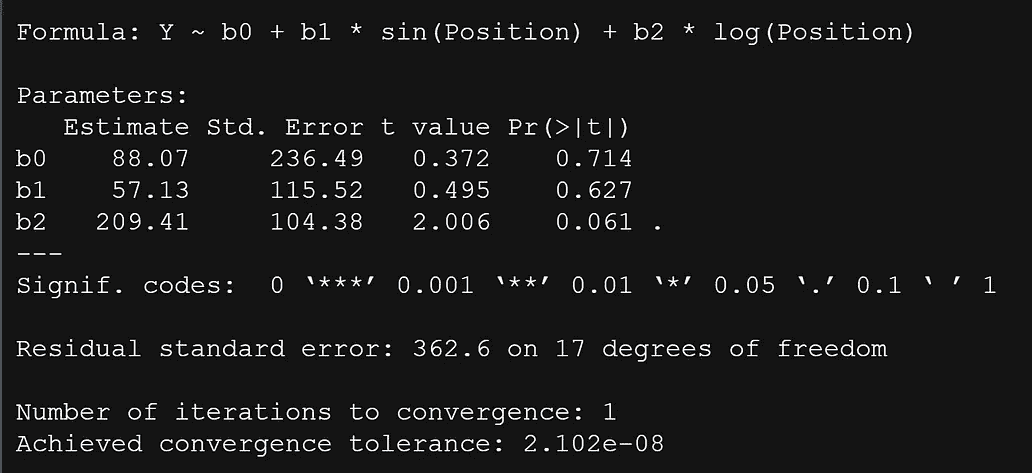 Formula: Y ~ b0 + b1 * sin(Position) + b2 * log(Position)
Parameters:
Estimate Std. Error t value Pr(>|t|)
b0 88.07 236.49 0.372 0.714
b1 57.13 115.52 0.495 0.627
b2 209.41 104.38 2.006 0.061 .
---
Signif. codes: 0 ‘***’ 0.001 ‘**’ 0.01 ‘*’ 0.05 ‘.’ 0.1 ‘ ’ 1
Residual standard error: 362.6 on 17 degrees of freedom
Number of iterations to convergence: 1
Achieved convergence tolerance: 2.102e-08